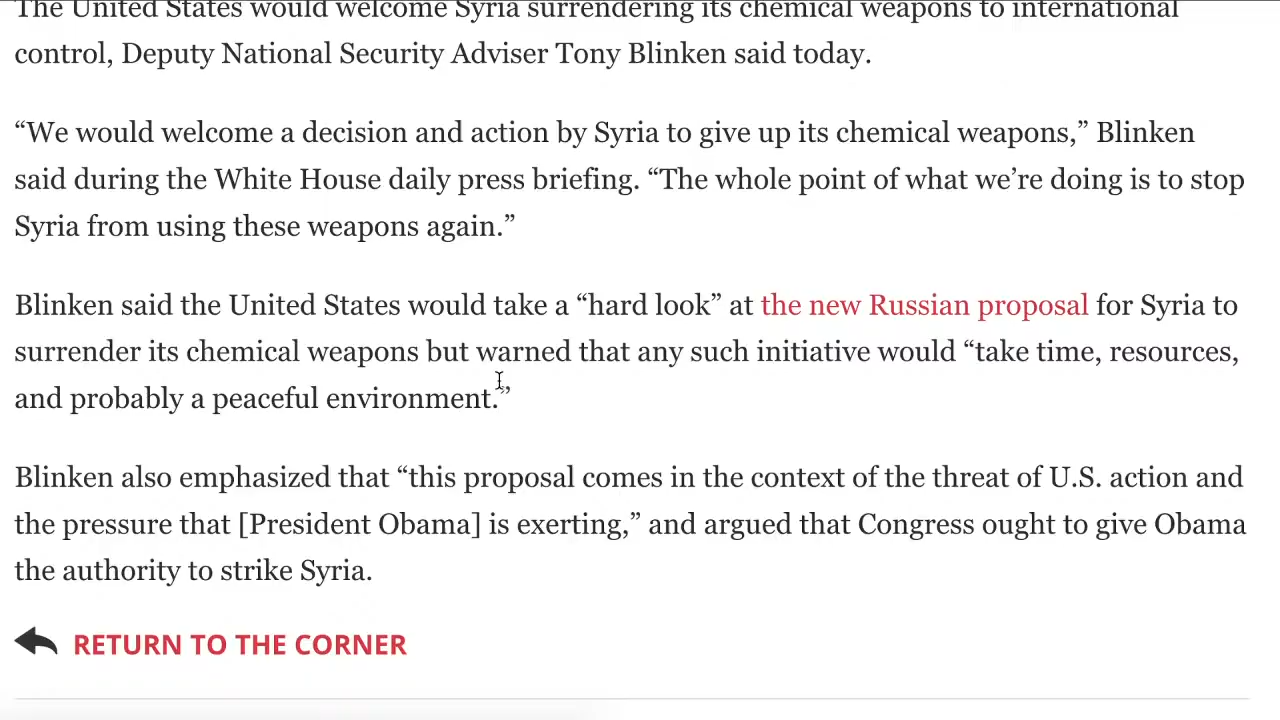 The United States would welcome Syria surrendering its chemical weapons to international
control, Deputy National Security Adviser Tony Blinken said today.
“We would welcome a decision and action by Syria to give up its chemical weapons,” Blinken
said during the White House daily press briefing. “The whole point of what we’re doing is to stop
Syria from using these weapons again.”
Blinken said the United States would take a “hard look” at the new Russian proposal for Syria to
surrender its chemical weapons but warned that any such initiative would “take time, resources,
and probably a peaceful environment.”
Blinken also emphasized that “this proposal comes in the context of the threat of U.S. action and
the pressure that [President Obama] is exerting,” and argued that Congress ought to give Obama
the authority to strike Syria.
RETURN TO THE CORNER